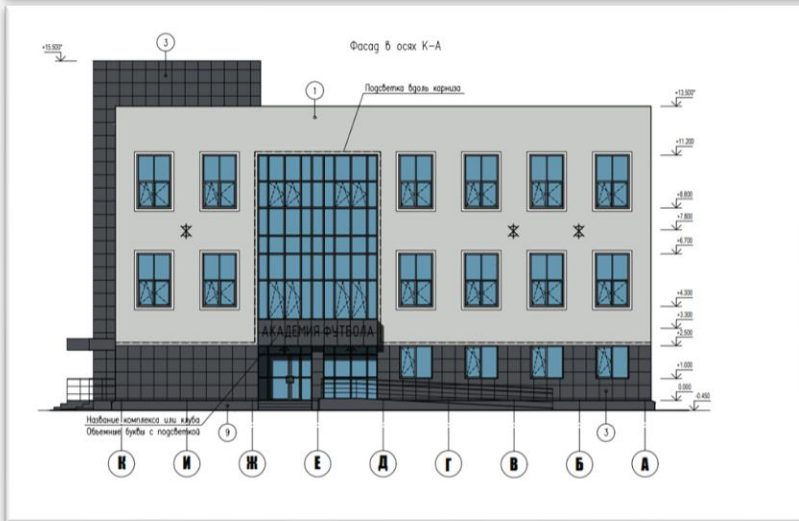 +15.500*
3
Фасад в осях К-А
1
Подсветка вдоль карниза
+13.500*
+11.200
+8.800
+7.800
+6.700
+4.300
+3.300
+2.500
+1.000
0.000
-0.450
АКАДЕМИЯ ФУТБОЛА
Название комплекса или клуба
Объемные буквы с подсветкой
9
3
К И Ж Е Д Г В Б А